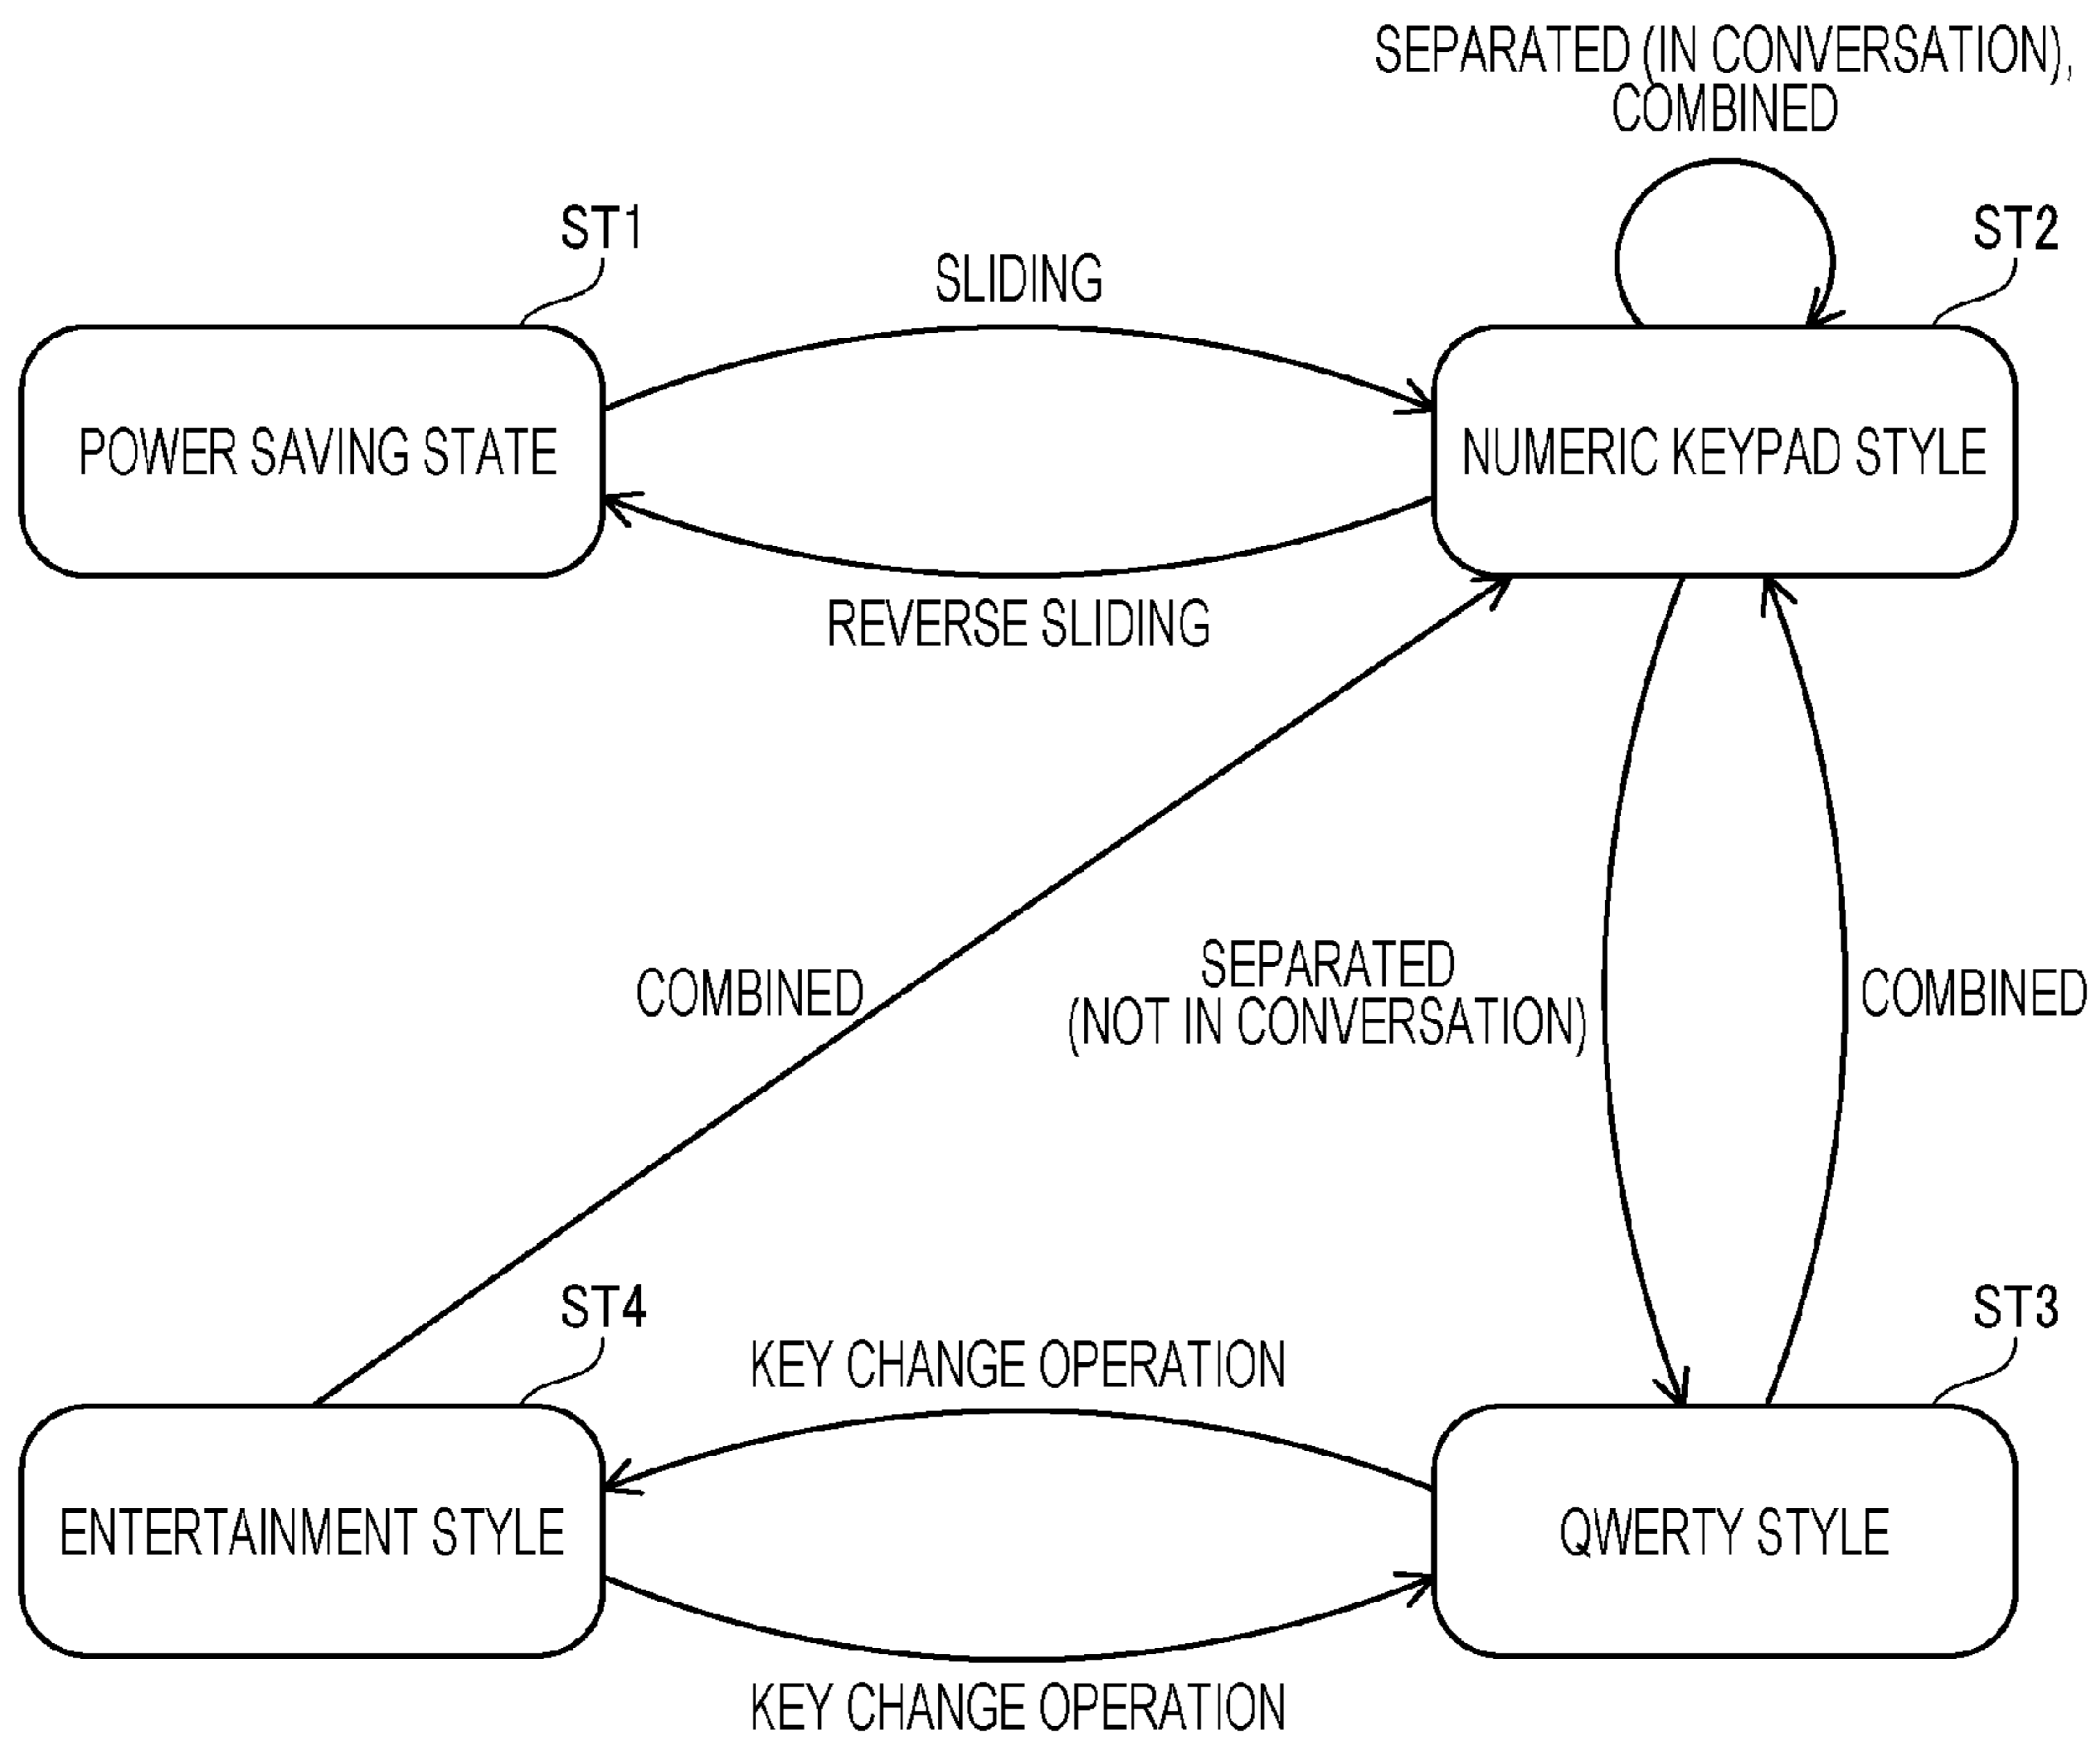 SEPARATED (IN CONVERSATION),
COMBINED
ST1
ST2
SLIDING
POWER SAVING STATE
NUMERIC KEYPAD STYLE
REVERSE SLIDING
COMBINED
SEPARATED
(NOT IN CONVERSATION)
COMBINED
ST4
ST3
KEY CHANGE OPERATION
ENTERTAINMENT STYLE
QWERTY STYLE
KEY CHANGE OPERATION